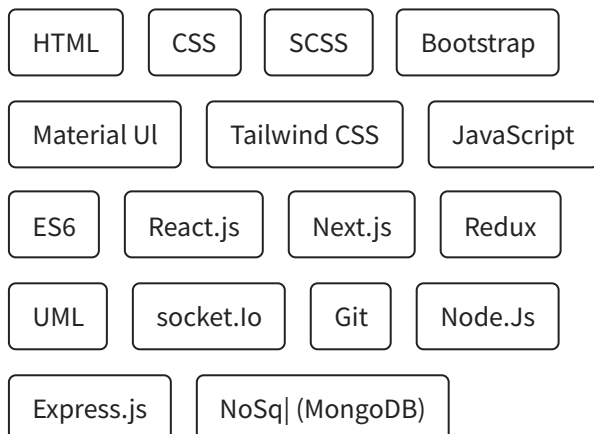 HTML CSS SCSS Bootstrap
Material Ul Tailwind CSS JavaScript
ES6 React.js Next.js Redux
UML socket.Io Git Node.Js
Express.js NoSq| (MongoDB)